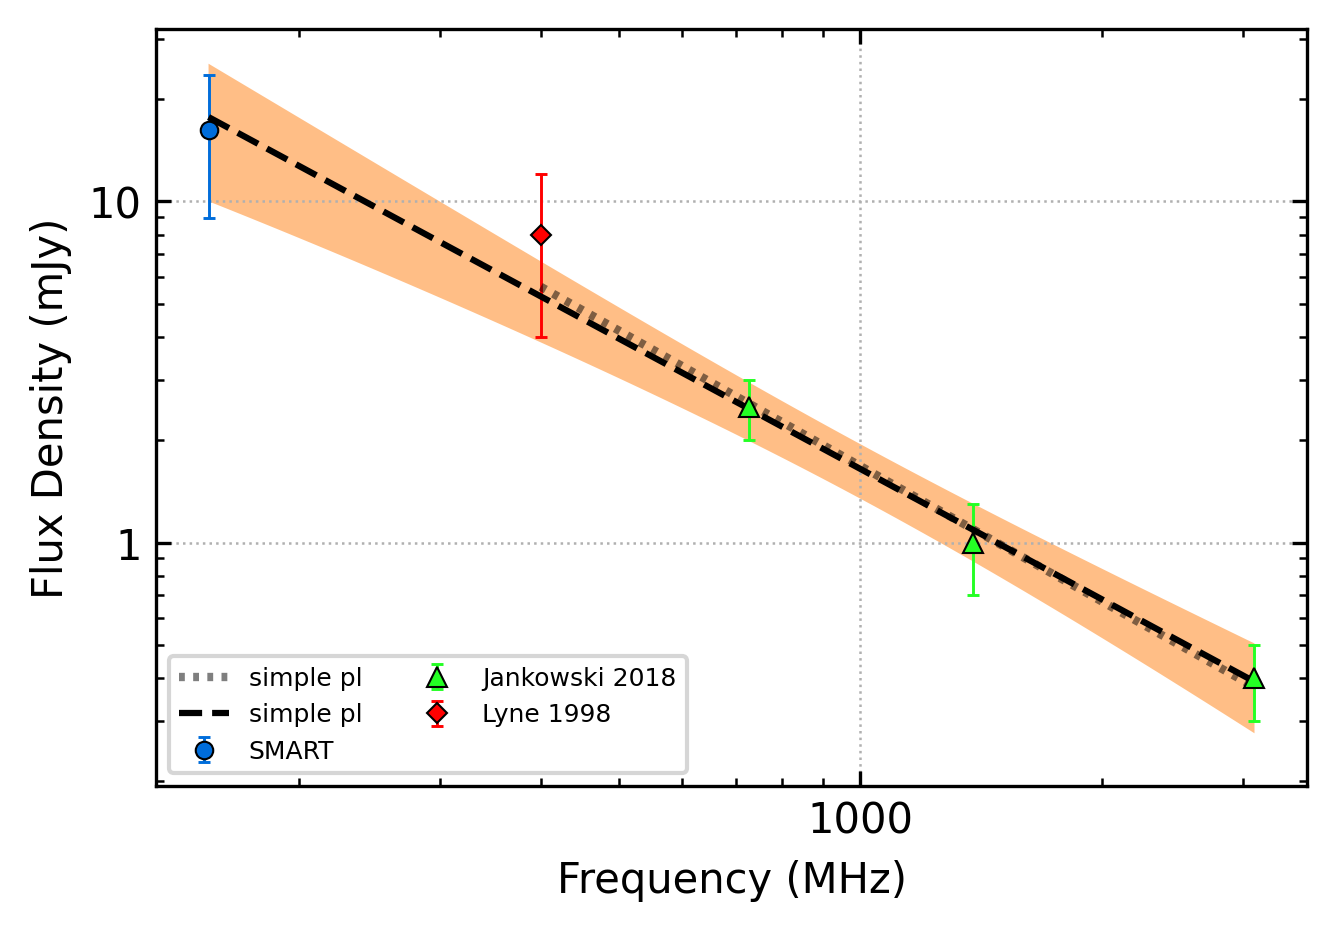 10
1
Flux Density (mJy)
simple pl
simple pl
SMART
Jankowski 2018
Lyne 1998
1000
Frequency (MHz)